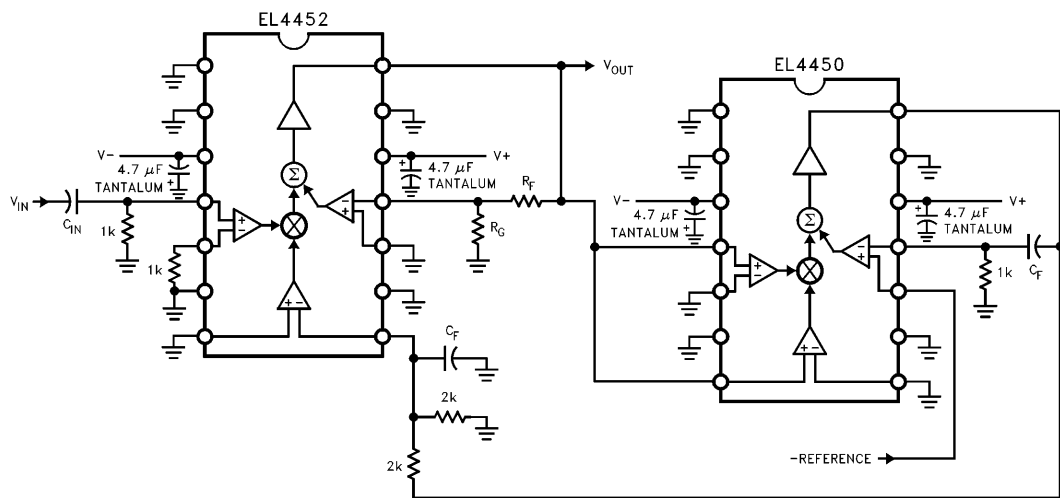 EL4452
VOUT
EL4450
V-
4.7 µF
TANTALUM
+
+
4.7 µF
TANTALUM
V+
VIN
CIN
1k
1k
Σ
+
-
-
+
+ -
RF
RG
CF
2k
2k
V-
4.7 µF
TANTALUM
+
Σ
+
-
-
+
+ -
V+
4.7 µF
TANTALUM
+
1k
CF
-REFERENCE